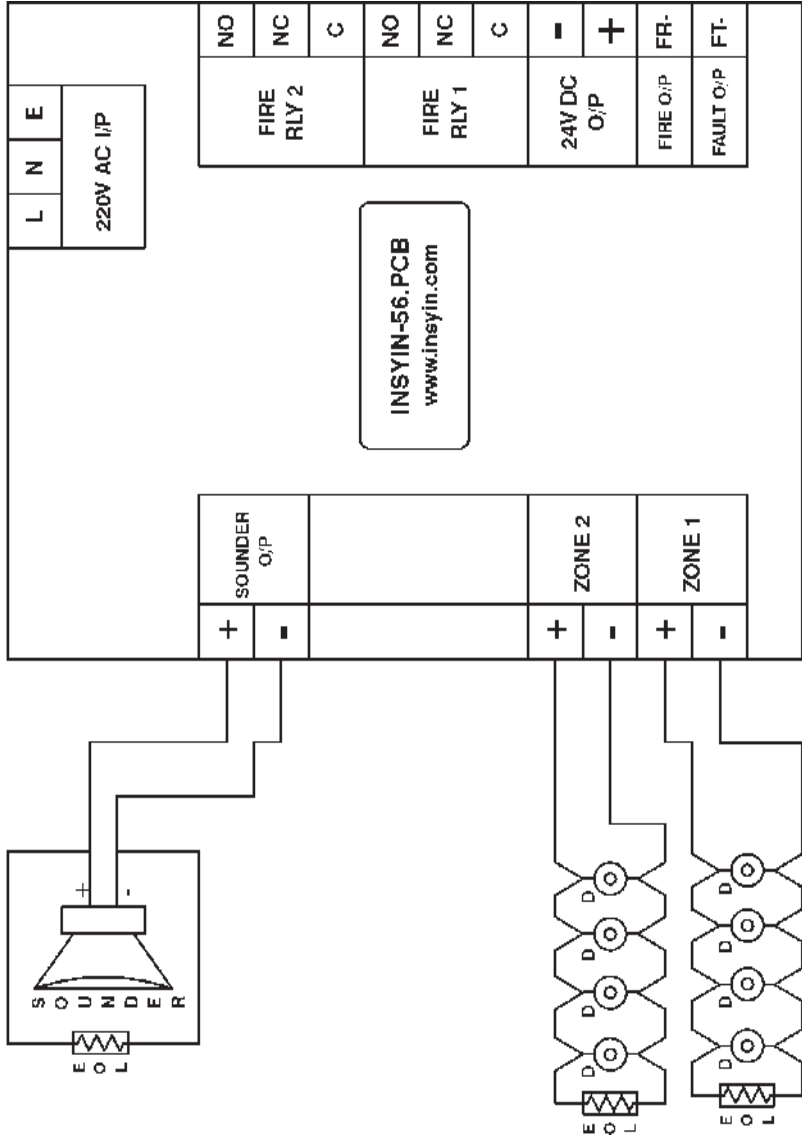 EOL
SOUNDER
+
-
EOL
D
D
D
D
EOL
D
D
D
D
- + - +
- +
ZONE 1
ZONE 2
SOUNDER
O/P
INSYIN-56.PCB
www.insyin.com
L N E
220V AC I/P
FAULT O/P
FIRE O/P
24V DC
O/P
FIRE
RLY 1
FIRE
RLY 2
FT- FR- + - C NC NO C NC NO